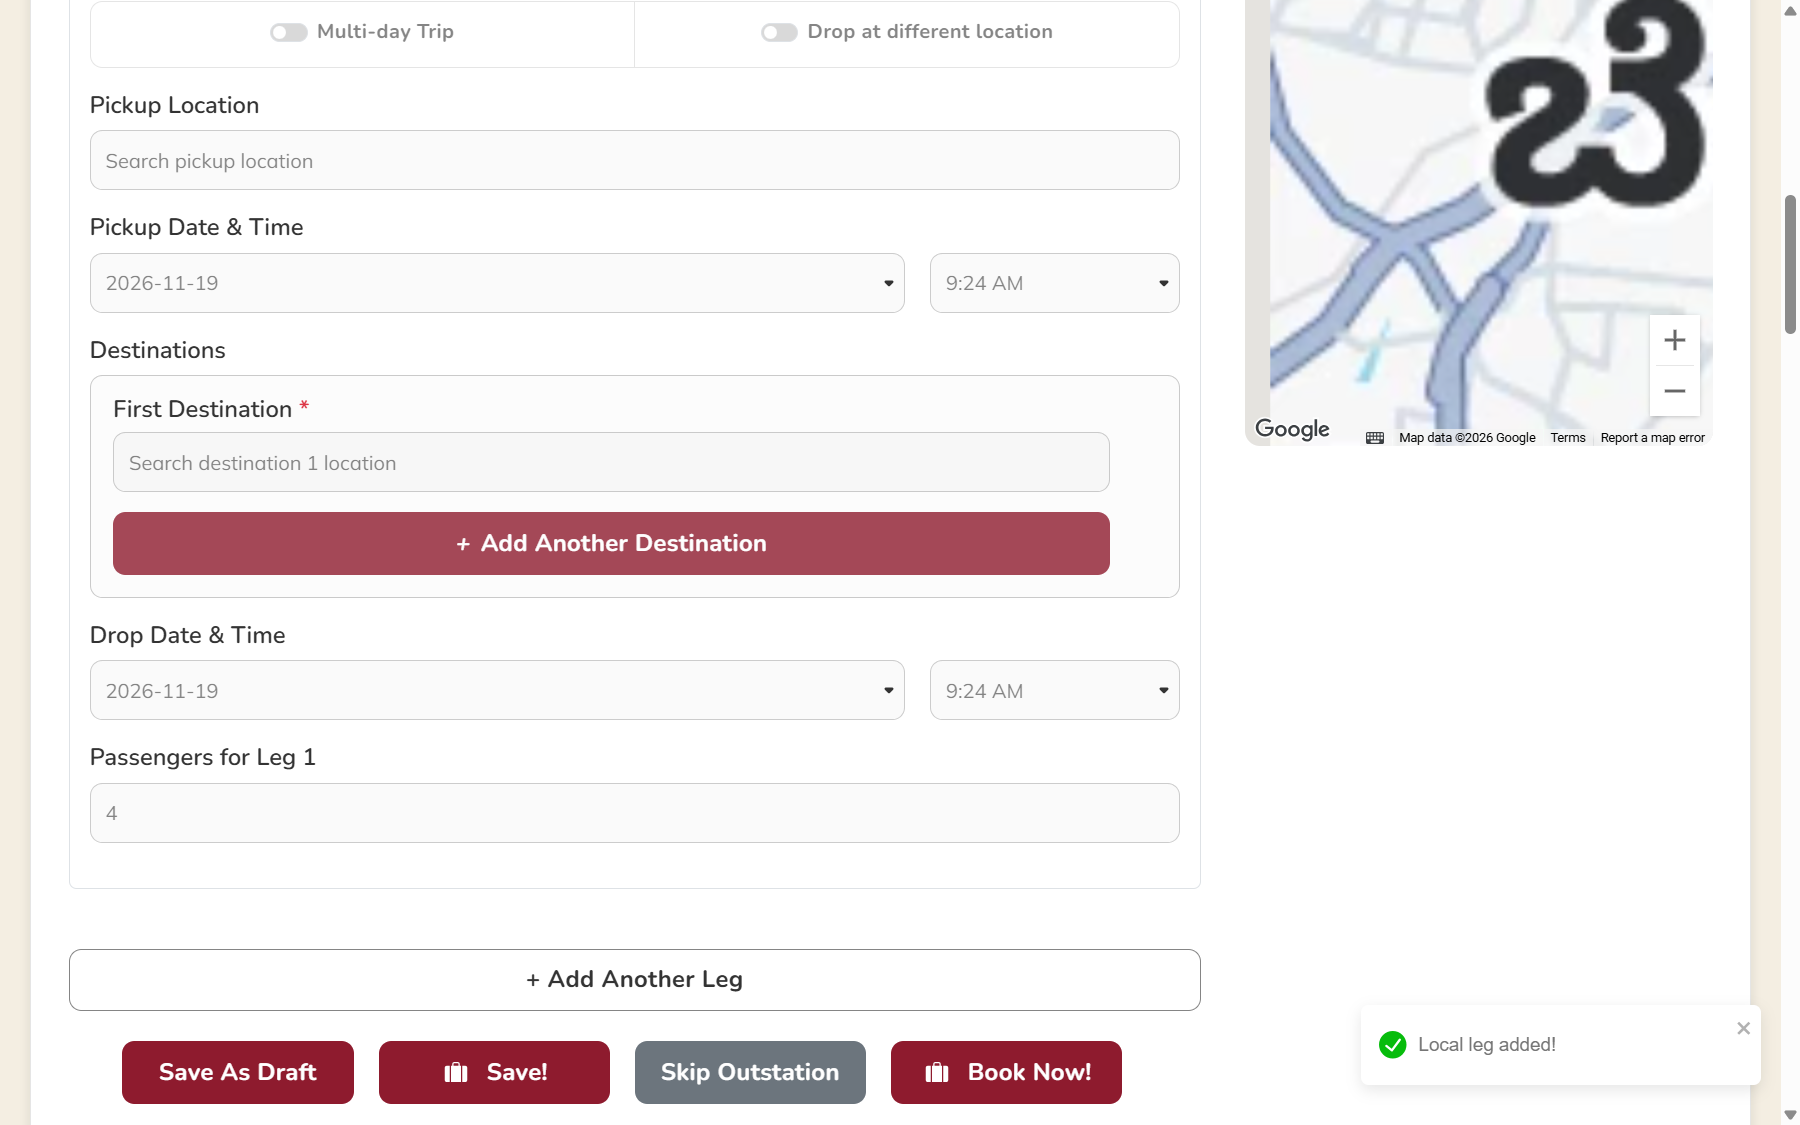 Multi-day Trip
Drop at different location
Pickup Location
Search pickup location
Pickup Date & Time
2026-11-19
9:24 AM
Destinations
First Destination *
Search destination 1 location
+ Add Another Destination
Drop Date & Time
2026-11-19
9:24 AM
Passengers for Leg 1
4
+ Add Another Leg
Save As Draft
Save!
Skip Outstation
Book Now!
Google
Map data ©2026 Google
Terms
Report a map error
Local leg added!